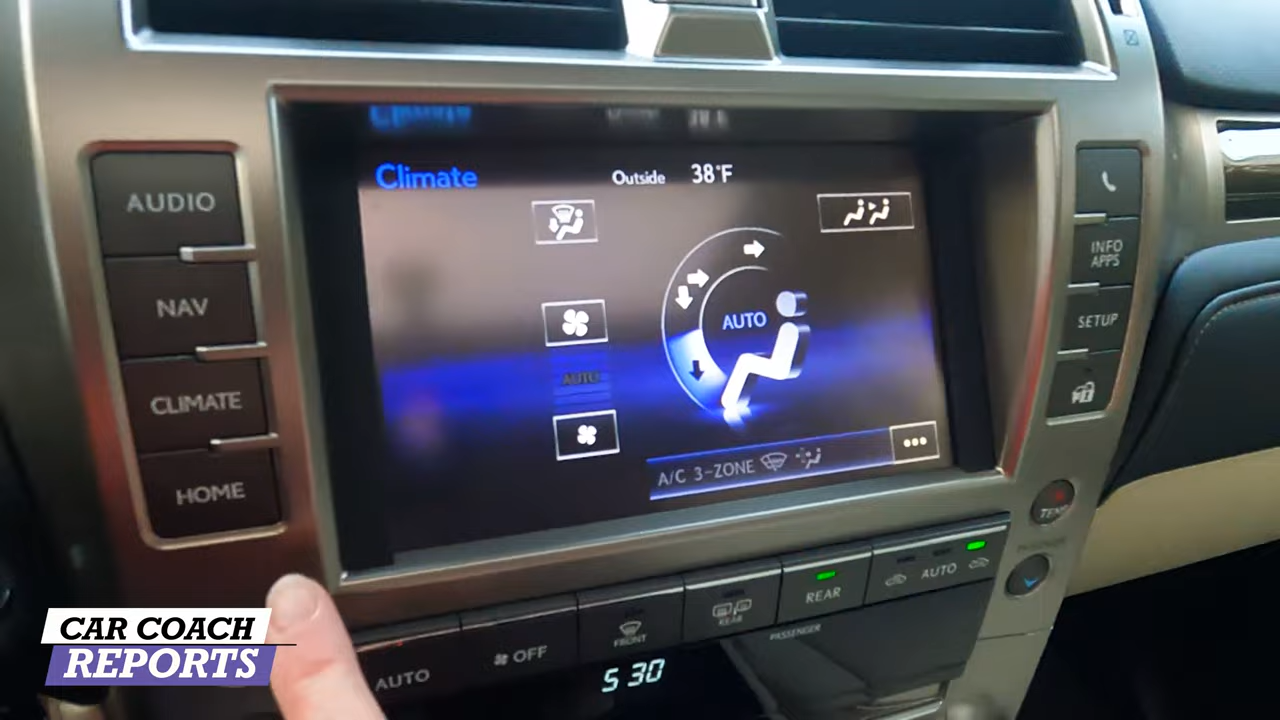 Climate Outside 38°F
AUDIO
NAV
CLIMATE
HOME
AUTO
AUTO
A/C 3-ZONE
INFO
APPS
SETUP
TEMP
AUTO
OFF
FRONT
REAR
REAR
AUTO
PASSENGER
5:30
CAR COACH
REPORTS